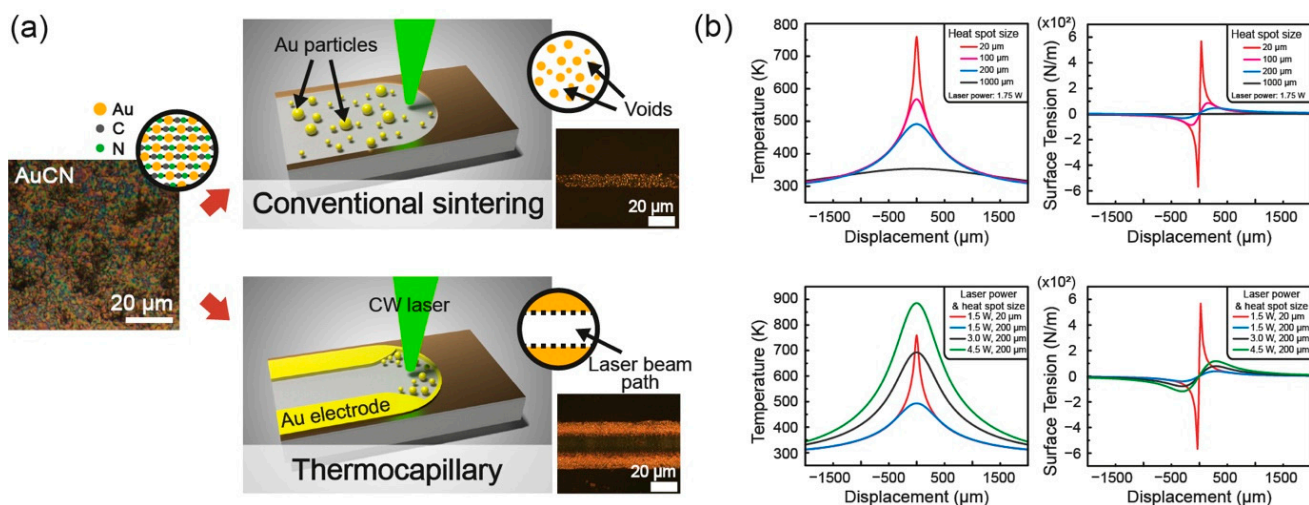 (a)
Au
C
N
AuCN
20 µm
Au particles
Voids
Conventional sintering
20 µm
CW laser
Laser beam
path
Au electrode
Thermocapillary
20 µm
(b)
Temperature (K)
800
700
600
500
400
300
Heat spot size
20 µm
100 µm
200 µm
1000 µm
Laser power: 1.75 W
−1500 −500 500 1500
Displacement (µm)
(x10²)
Surface Tension (N/m)
6
4
2
0
−2
−4
−6
Heat spot size
20 µm
100 µm
200 µm
1000 µm
Laser power: 1.75 W
−1500 −500 500 1500
Displacement (µm)
Temperature (K)
900
800
700
600
500
400
300
Laser power
& heat spot size
1.5 W, 20 µm
1.5 W, 200 µm
3.0 W, 200 µm
4.5 W, 200 µm
−1500 −500 500 1500
Displacement (µm)
(x10²)
Surface Tension (N/m)
6
4
2
0
−2
−4
−6
Laser power
& heat spot size
1.5 W, 20 µm
1.5 W, 200 µm
3.0 W, 200 µm
4.5 W, 200 µm
−1500 −500 500 1500
Displacement (µm)